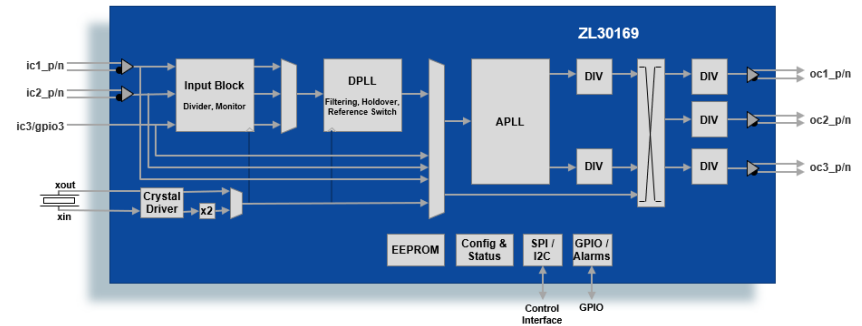 ZL30169
ic1_p/n
ic2_p/n
ic3/gpio3
Input Block
Divider, Monitor
DPLL
Filtering, Holdover,
Reference Switch
APLL
DIV
DIV
DIV
DIV
DIV
oc1_p/n
oc2_p/n
oc3_p/n
xout
xin
Crystal
Driver
x2
EEPROM
Config &
Status
SPI /
I2C
GPIO /
Alarms
Control
Interface
GPIO